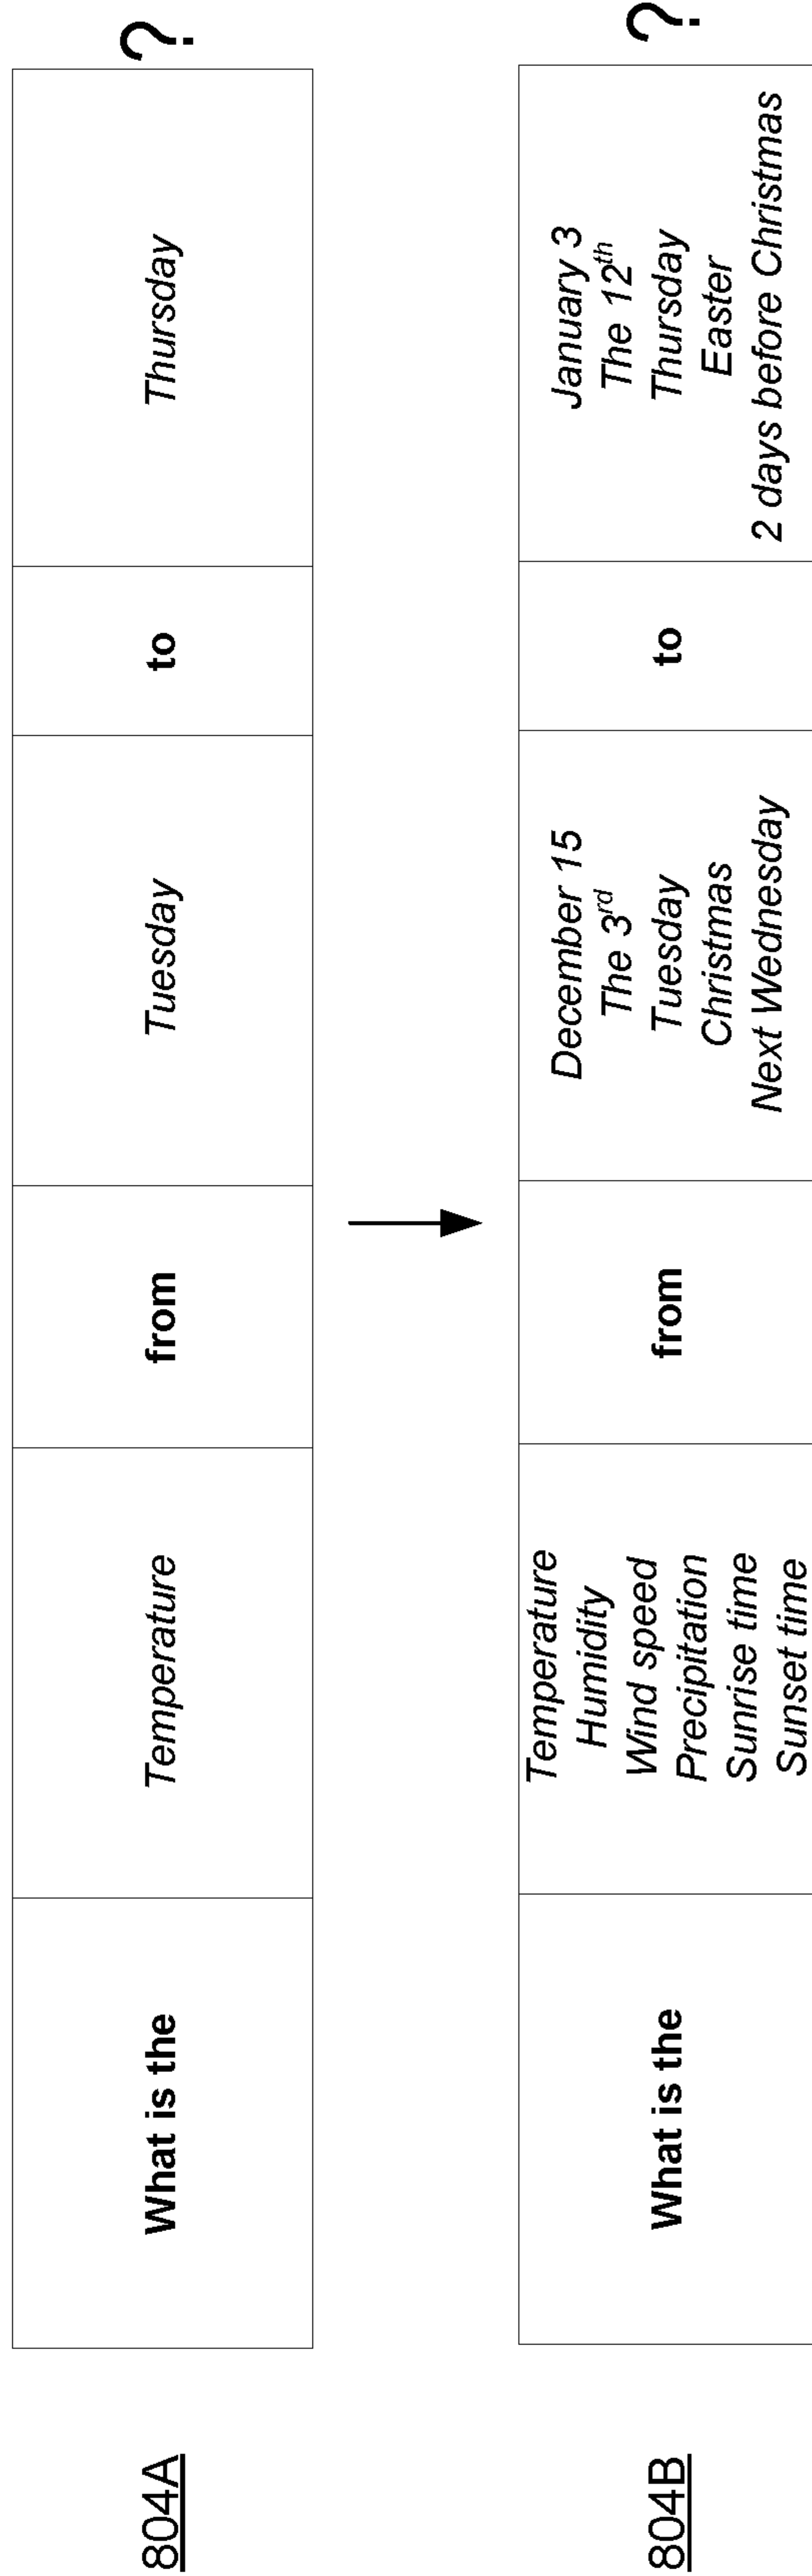 804A
What is the
Temperature
from
Tuesday
to
Thursday
?
804B
What is the
Temperature
Humidity
Wind speed
Precipitation
Sunrise time
Sunset time
from
December 15
The 3rd
Tuesday
Christmas
Next Wednesday
to
January 3
The 12th
Thursday
Easter
2 days before Christmas
?